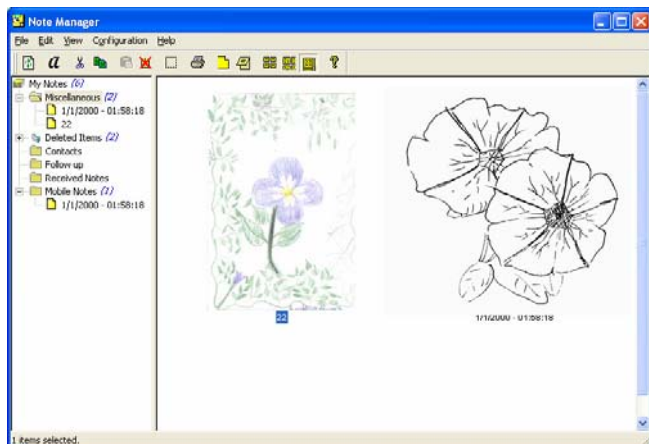 Note Manager
File Edit View Configuration Help
a ?
My Notes (6)
Miscellaneous (2)
1/1/2000 - 01:58:18
22
Deleted Items (2)
Contacts
Follow up
Received Notes
Mobile Notes (1)
1/1/2000 - 01:58:18
22
1/1/2000 - 01:58:18
1 items selected.